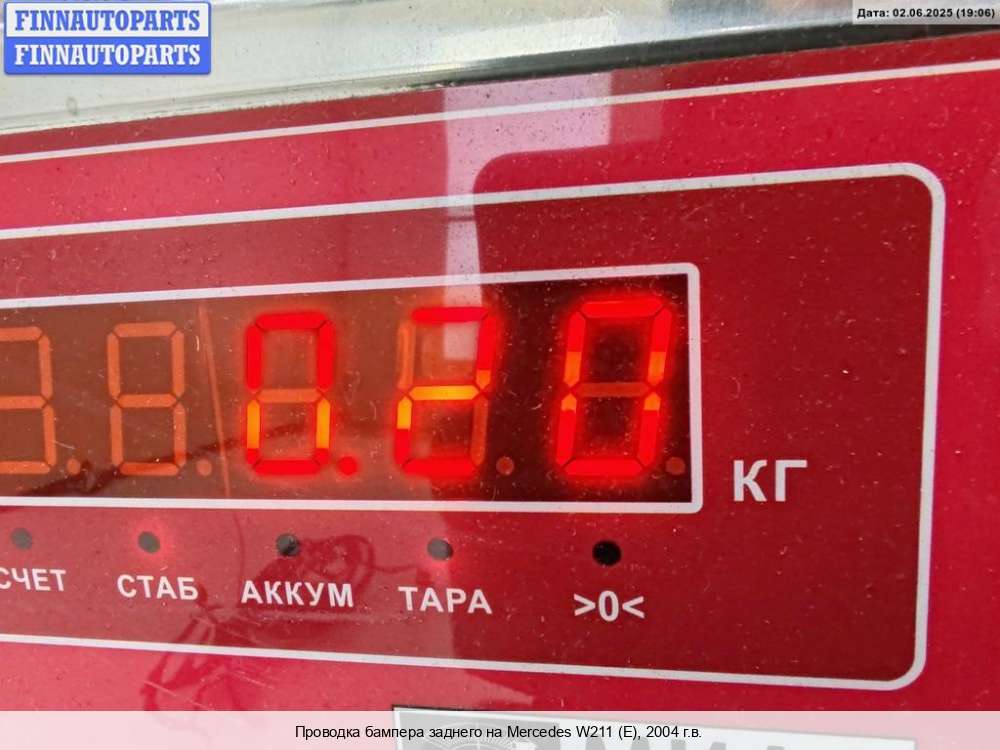 FINNAUTOPARTS
FINNAUTOPARTS
Дата: 02.06.2025 (19:06)
0.20
КГ
СЧЕТ СТАБ АККУМ ТАРА >0<
Проводка бампера заднего на Mercedes W211 (E), 2004 г.в.